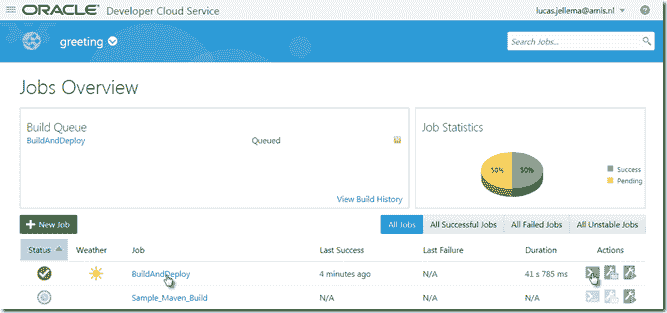 ORACLE Developer Cloud Service
lucas.jellema@amis.nl
greeting
Search Jobs...
Jobs Overview
Build Queue
BuildAndDeploy Queued
View Build History
Job Statistics
50% 50%
Success
Pending
New Job
All Jobs All Successful Jobs All Failed Jobs All Unstable Jobs
Status Weather Job Last Success Last Failure Duration Actions
BuildAndDeploy 4 minutes ago N/A 41 s 785 ms
Sample_Maven_Build N/A N/A N/A